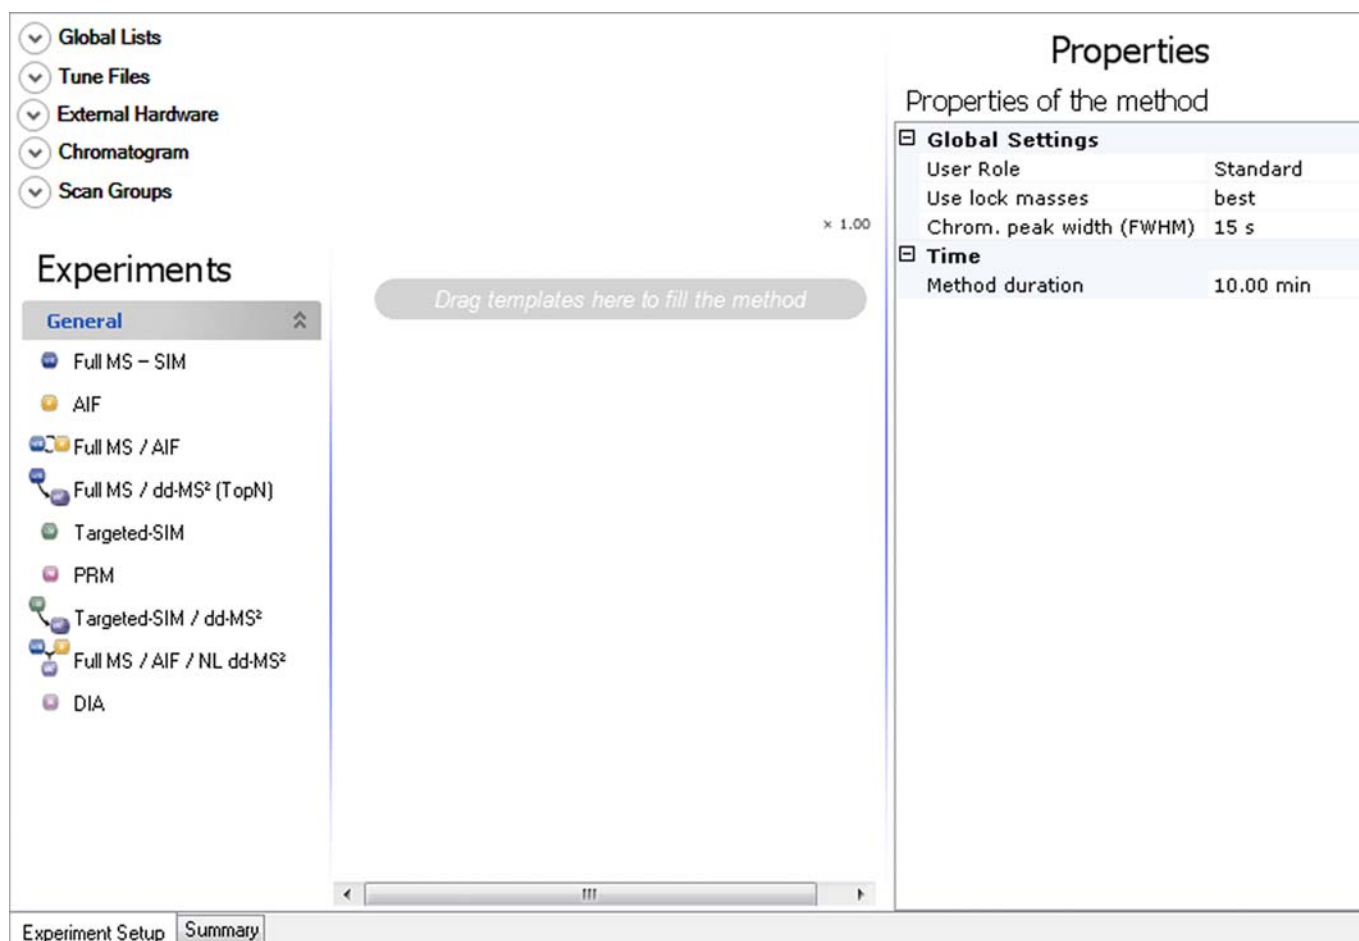 Global Lists
Tune Files
External Hardware
Chromatogram
Scan Groups
× 1.00
Experiments
General
Full MS – SIM
AIF
Full MS / AIF
Full MS / dd-MS² (TopN)
Targeted-SIM
PRM
Targeted-SIM / dd-MS²
Full MS / AIF / NL dd-MS²
DIA
Drag templates here to fill the method
Properties
Properties of the method
Global Settings
User Role Standard
Use lock masses best
Chrom. peak width (FWHM) 15 s
Time
Method duration 10.00 min
Experiment Setup Summary